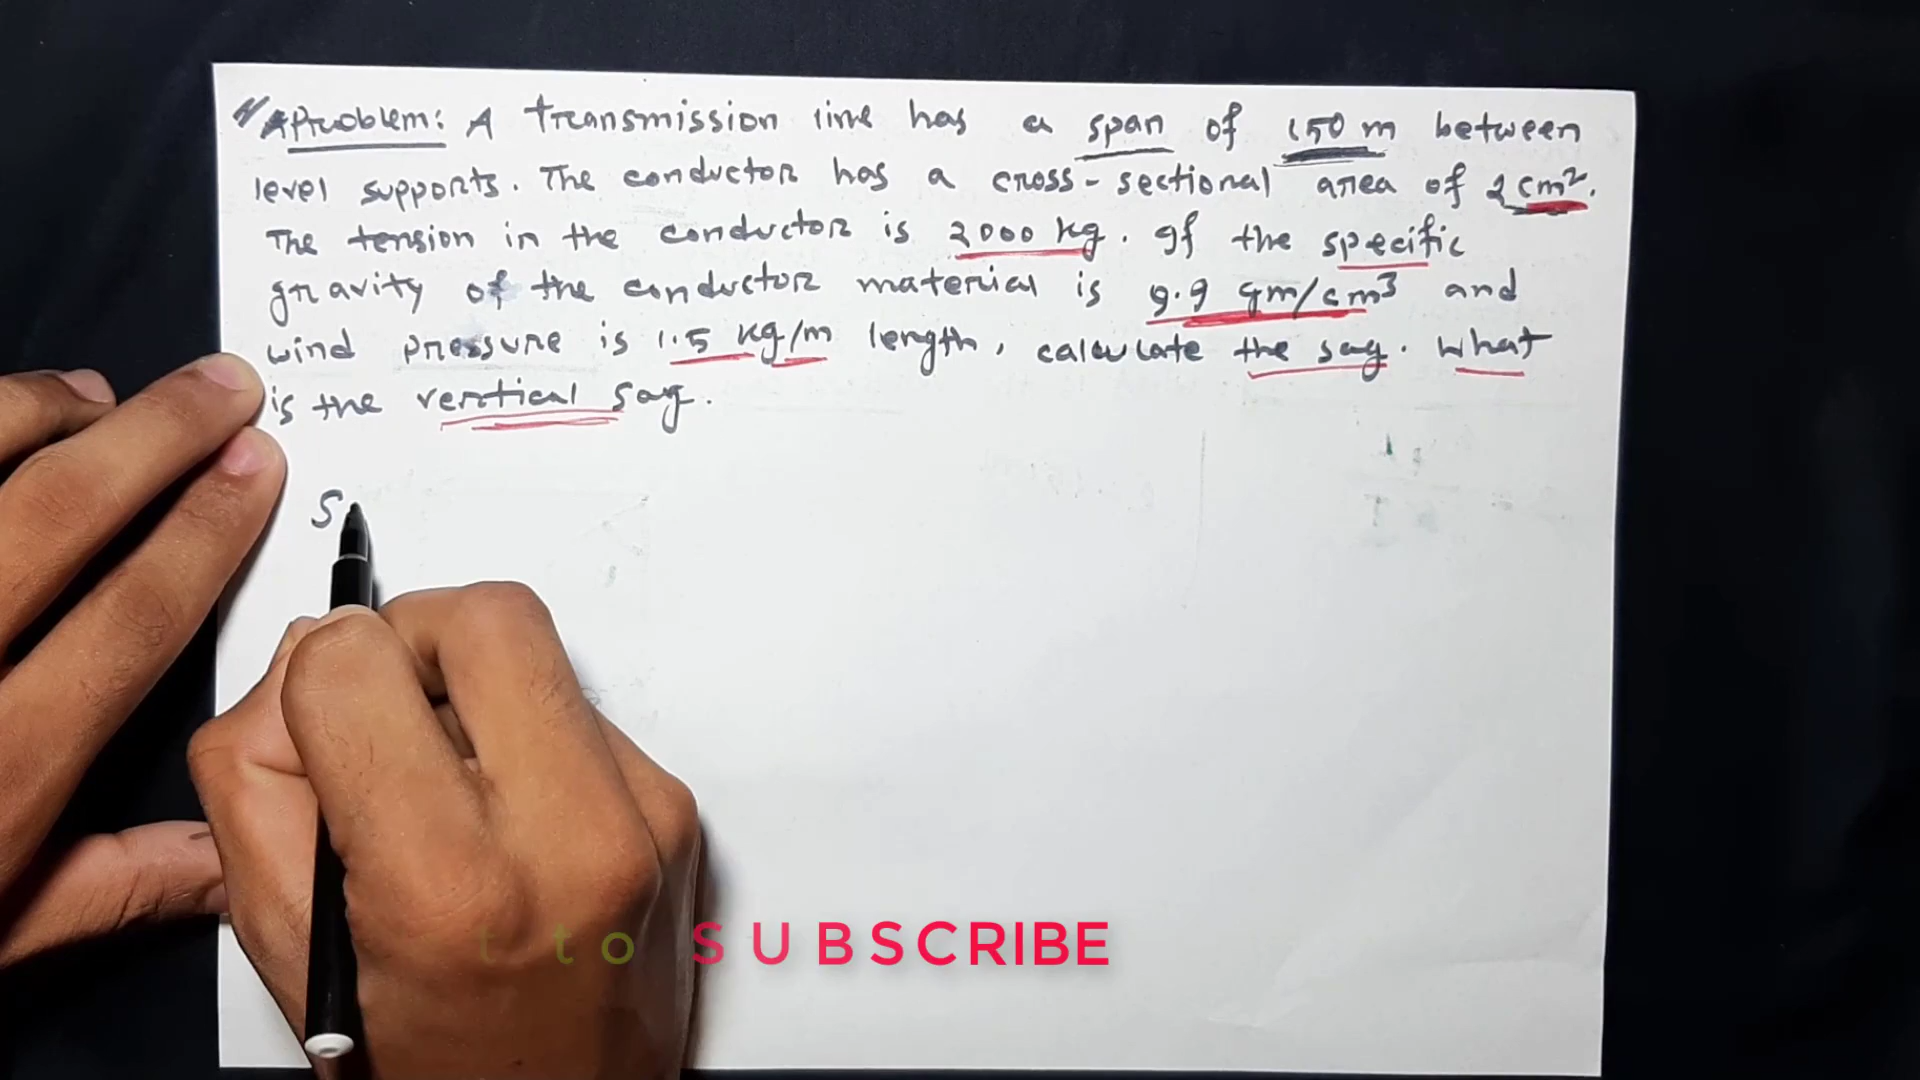 Problem: A transmission line has a span of 150 m between
level supports. The conductor has a cross-sectional area of 2 cm².
The tension in the conductor is 2000 kg. If the specific
gravity of the conductor material is 9.9 gm/cm³ and
wind pressure is 1.5 kg/m length, calculate the sag. What
is the vertical sag.
S
t to SUBSCRIBE